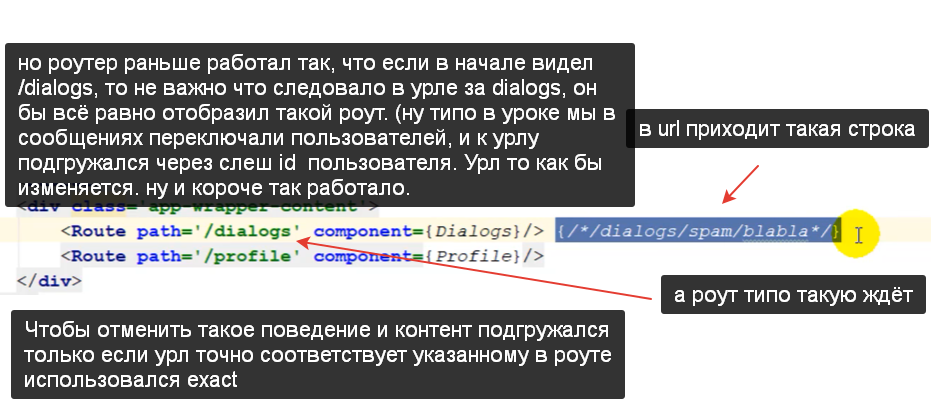 но роутер раньше работал так, что если в начале видел
/dialogs, то не важно что следовало в урле за dialogs, он
бы всё равно отобразил такой роут. (ну типо в уроке мы в
сообщениях переключали пользователей, и к урлу
подгружался через слеш id пользователя. Урл то как бы
изменяется. ну и короче так работало.
в url приходит такая строка
<div class='app-wrapper-content'>
<Route path='/dialogs' component={Dialogs}/> {/*/dialogs/spam/blabla*/}
<Route path='/profile' component={Profile}/>
</div>
а роут типо такую ждёт
Чтобы отменить такое поведение и контент подгружался
только если урл точно соответствует указанному в роуте
использовался exact